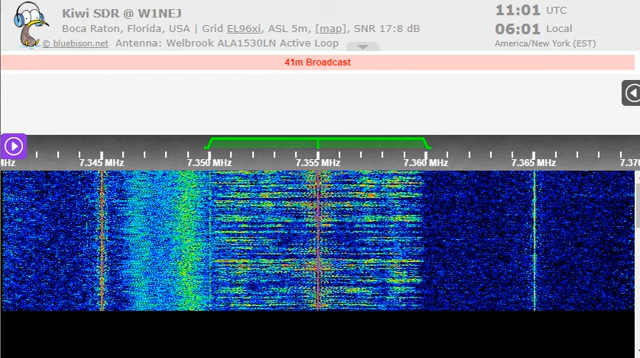 Kiwi SDR @ W1NEJ
Boca Raton, Florida, USA | Grid EL96xi, ASL 5m, [map], SNR 17:8 dB
© bluebison.net Antenna: Welbrook ALA1530LN Active Loop
11:01 UTC
06:01 Local
America/New York (EST)
41m Broadcast
MHz 7.345 MHz 7.350 MHz 7.355 MHz 7.360 MHz 7.365 MHz 7.370